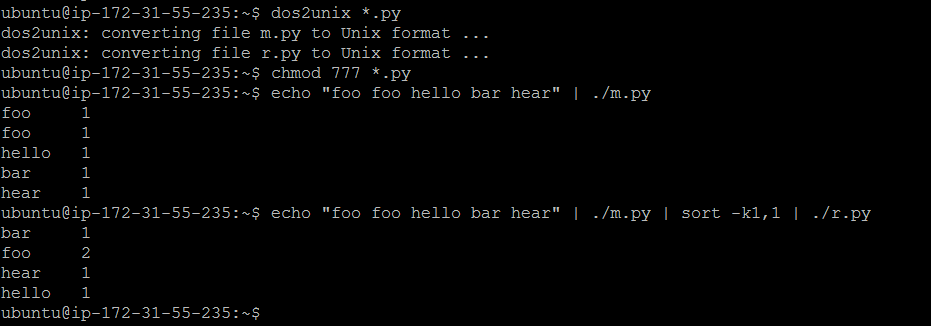 ubuntu@ip-172-31-55-235:~$ dos2unix *.py
dos2unix: converting file m.py to Unix format ...
dos2unix: converting file r.py to Unix format ...
ubuntu@ip-172-31-55-235:~$ chmod 777 *.py
ubuntu@ip-172-31-55-235:~$ echo "foo foo hello bar hear" | ./m.py
foo     1
foo     1
hello   1
bar     1
hear    1
ubuntu@ip-172-31-55-235:~$ echo "foo foo hello bar hear" | ./m.py | sort -k1,1 | ./r.py
bar     1
foo     2
hear    1
hello   1
ubuntu@ip-172-31-55-235:~$